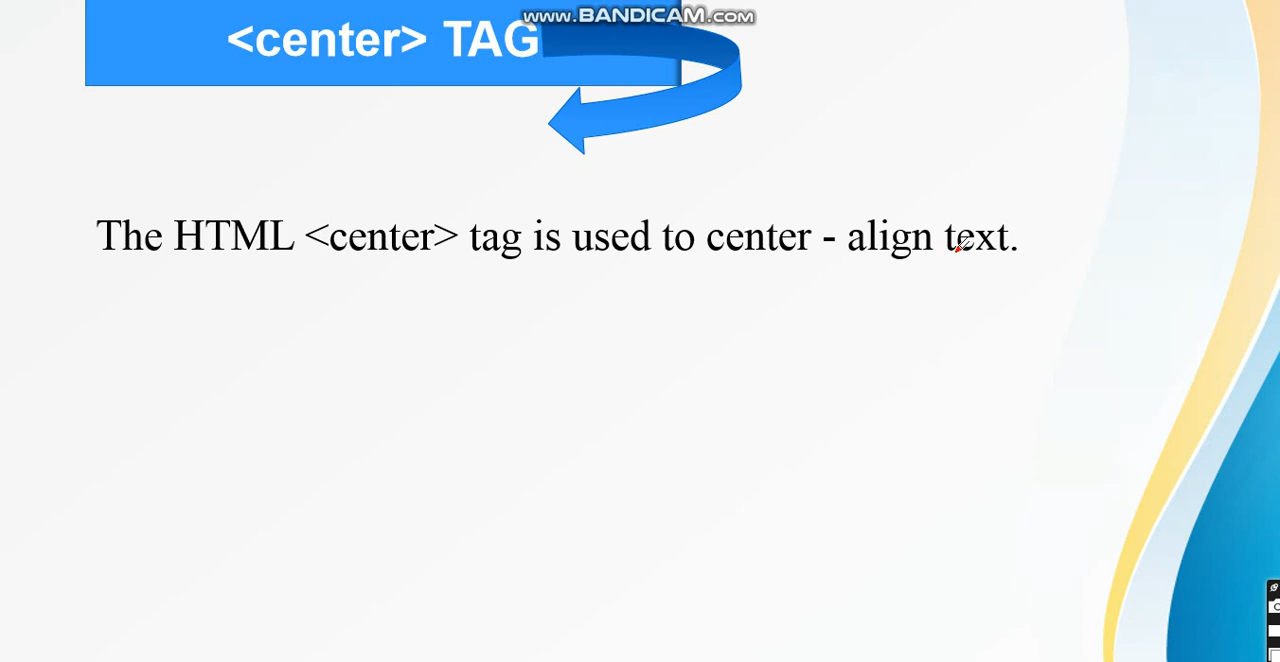 www.BANDICAM.com
<center> TAG
The HTML <center> tag is used to center - align text.